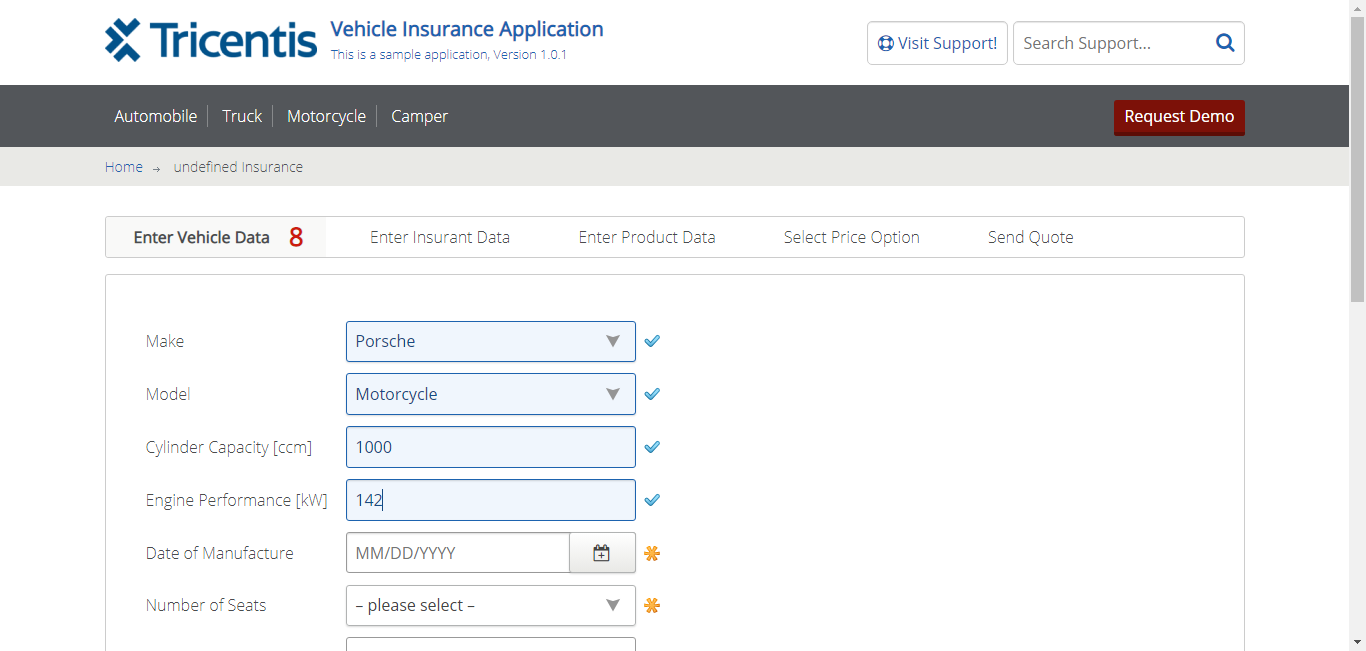 Tricentis
Vehicle Insurance Application
This is a sample application, Version 1.0.1
Visit Support!
Search Support...
Automobile
Truck
Motorcycle
Camper
Request Demo
Home → undefined Insurance
Enter Vehicle Data 8
Enter Insurant Data
Enter Product Data
Select Price Option
Send Quote
Make
Porsche
Model
Motorcycle
Cylinder Capacity [ccm]
1000
Engine Performance [kW]
142
Date of Manufacture
MM/DD/YYYY
Number of Seats
– please select –